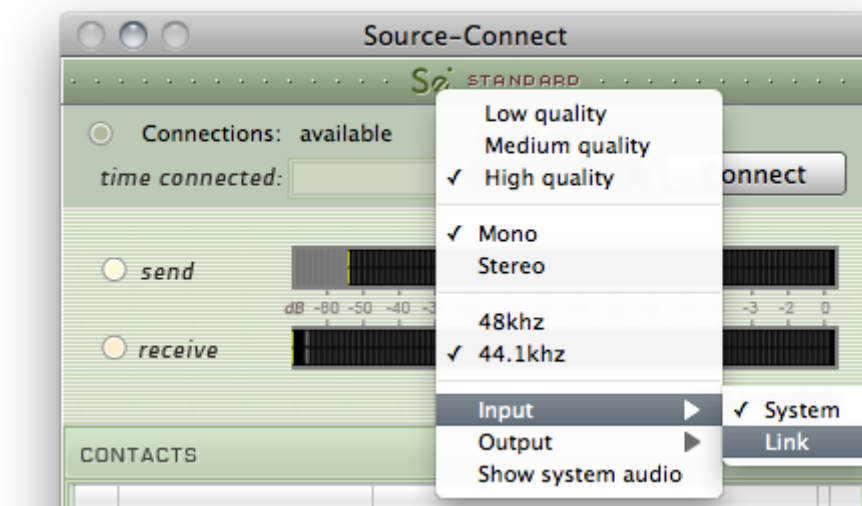 Source-Connect
STANDARD
Connections: available
time connected:
onnect
Low quality
Medium quality
✓ High quality
✓ Mono
Stereo
48khz
✓ 44.1khz
Input
Output
Show system audio
✓ System
Link
send
dB -80 -50 -40 -3 -3 -2 0
receive
CONTACTS